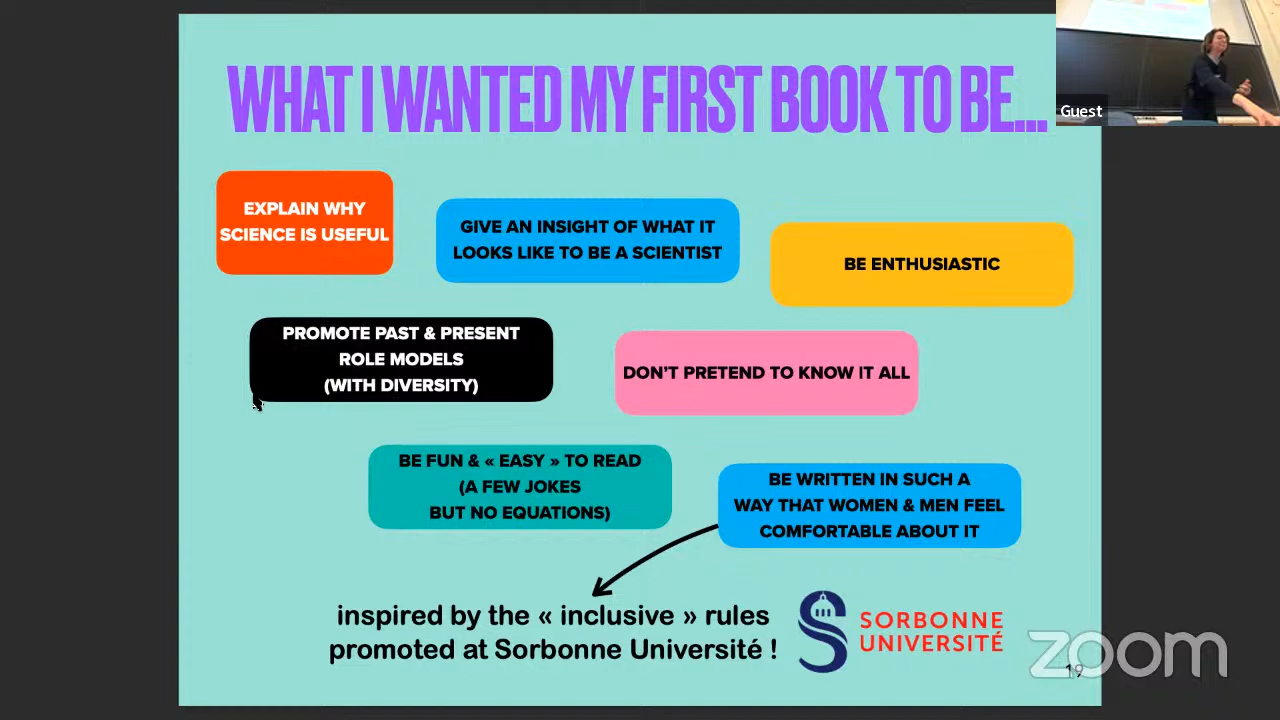 WHAT I WANTED MY FIRST BOOK TO BE...
Guest
EXPLAIN WHY
SCIENCE IS USEFUL
GIVE AN INSIGHT OF WHAT IT
LOOKS LIKE TO BE A SCIENTIST
BE ENTHUSIASTIC
PROMOTE PAST & PRESENT
ROLE MODELS
(WITH DIVERSITY)
DON'T PRETEND TO KNOW IT ALL
BE FUN & « EASY » TO READ
(A FEW JOKES
BUT NO EQUATIONS)
BE WRITTEN IN SUCH A
WAY THAT WOMEN & MEN FEEL
COMFORTABLE ABOUT IT
inspired by the « inclusive » rules
promoted at Sorbonne Université !
SORBONNE
UNIVERSITÉ
zoom
19